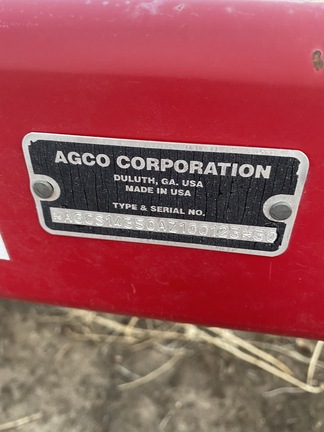 AGCO CORPORATION
DULUTH, GA. USA
MADE IN USA
TYPE & SERIAL NO.